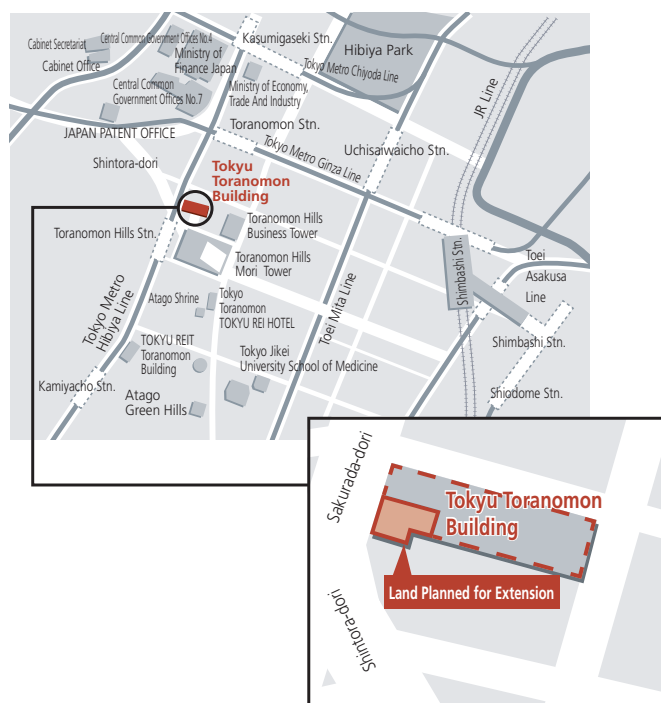 Kasumigaseki Stn.
Cabinet Secretariat
Central Common Government Offices No.4
Hibiya Park
Cabinet Office
Ministry of
Finance Japan
Tokyo Metro Chiyoda Line
JR Line
Central Common
Government Offices No.7
Ministry of Economy,
Trade And Industry
JAPAN PATENT OFFICE
Toranomon Stn.
Tokyo Metro Ginza Line
Uchisaiwaicho Stn.
Shintora-dori
Tokyu
Toranomon
Building
Toranomon Hills Stn.
Toranomon Hills
Business Tower
Toranomon Hills
Mori Tower
Shimbashi Stn.
Toei
Asakusa
Line
Tokyo Metro
Hibiya Line
Atago Shrine
Tokyu
Toranomon
TOKYU REI HOTEL
Toei Mita Line
TOKYU REIT
Toranomon
Building
Tokyo Jikei
University School of Medicine
Shimbashi Stn.
Kamiyacho Stn.
Atago
Green Hills
Shiodome Stn.
Sakurada-dori
Tokyu Toranomon
Building
Land Planned for Extension
Shintora-dori